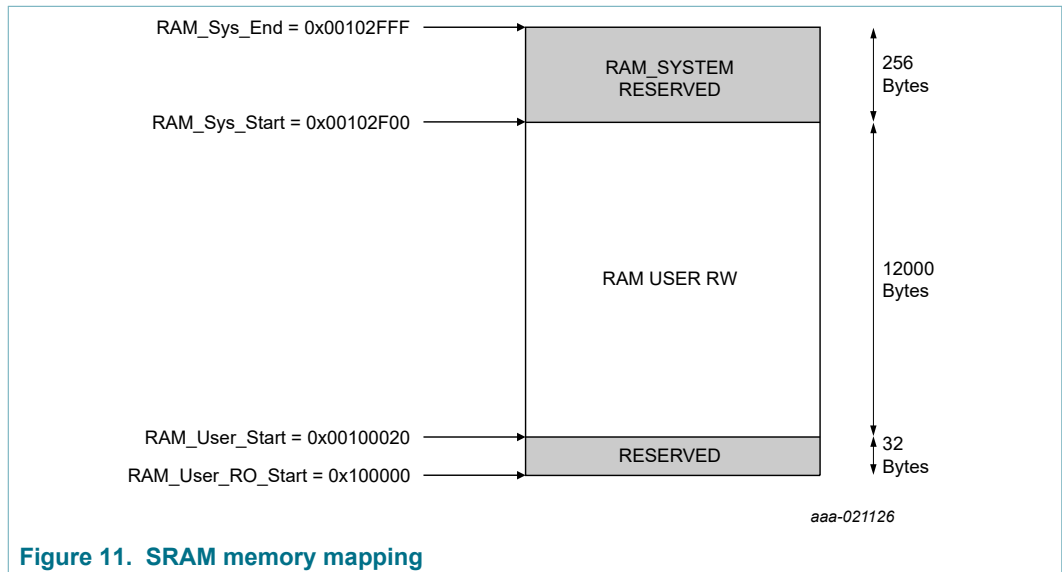 RAM_Sys_End = 0x00102FFF
RAM_SYSTEM
RESERVED
256
Bytes
RAM_Sys_Start = 0x00102F00
RAM USER RW
12000
Bytes
RAM_User_Start = 0x00100020
RESERVED
32
Bytes
RAM_User_RO_Start = 0x100000
aaa-021126
Figure 11. SRAM memory mapping